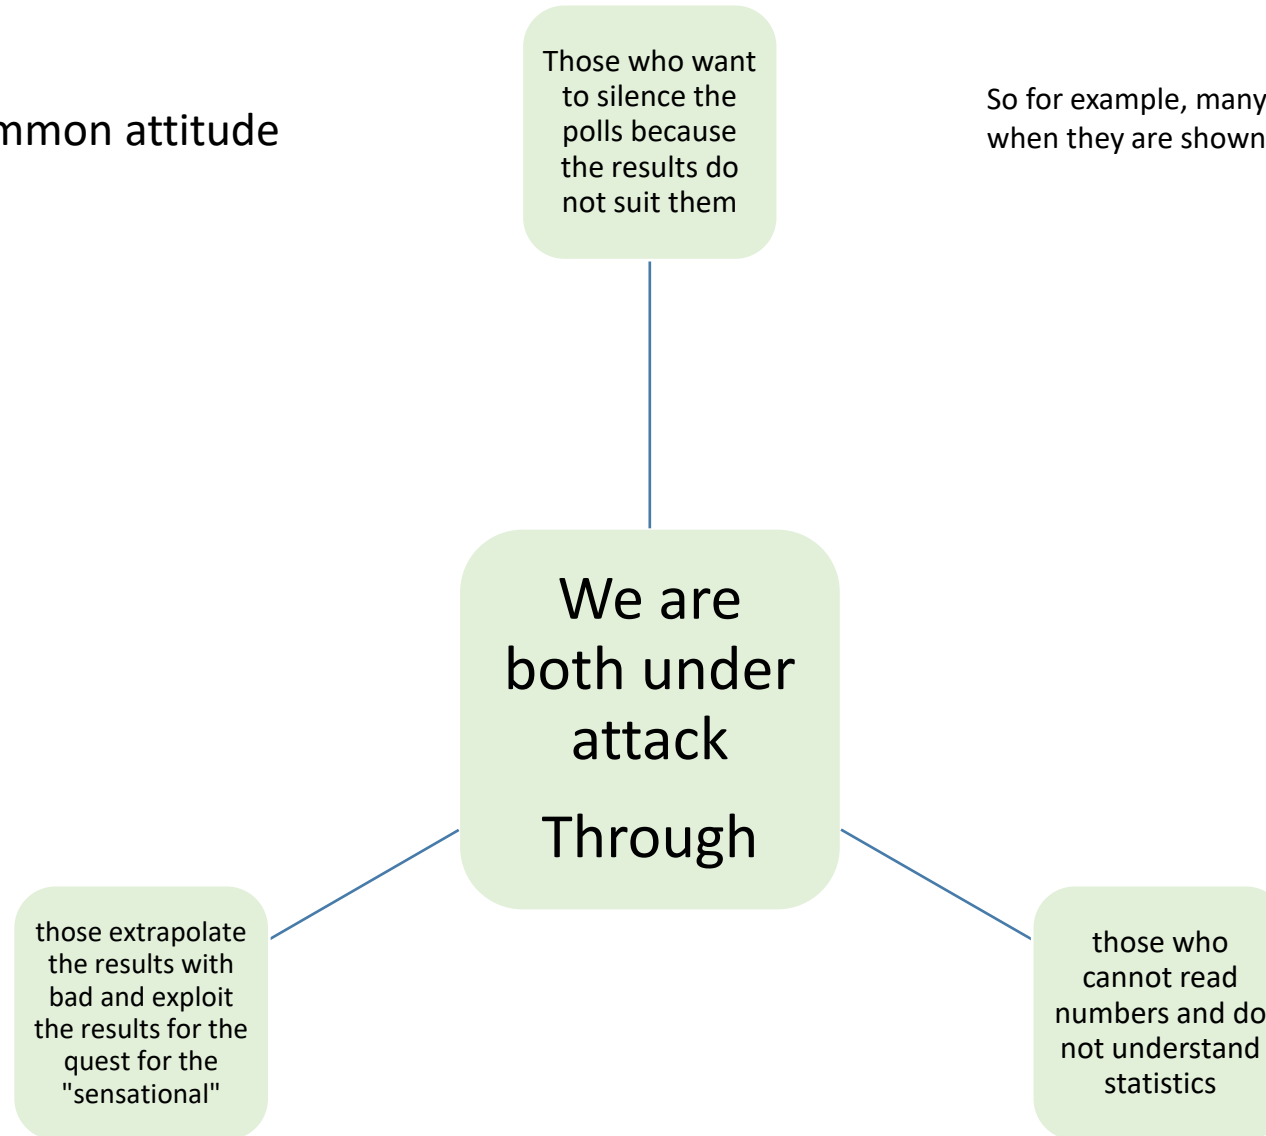 Those who want
to silence the
polls because
the results do
not suit them
mmon attitude
So for example, many
when they are shown
We are
both under
attack
Through
those extrapolate
the results with
bad and exploit
the results for the
quest for the
"sensational"
those who
cannot read
numbers and do
not understand
statistics